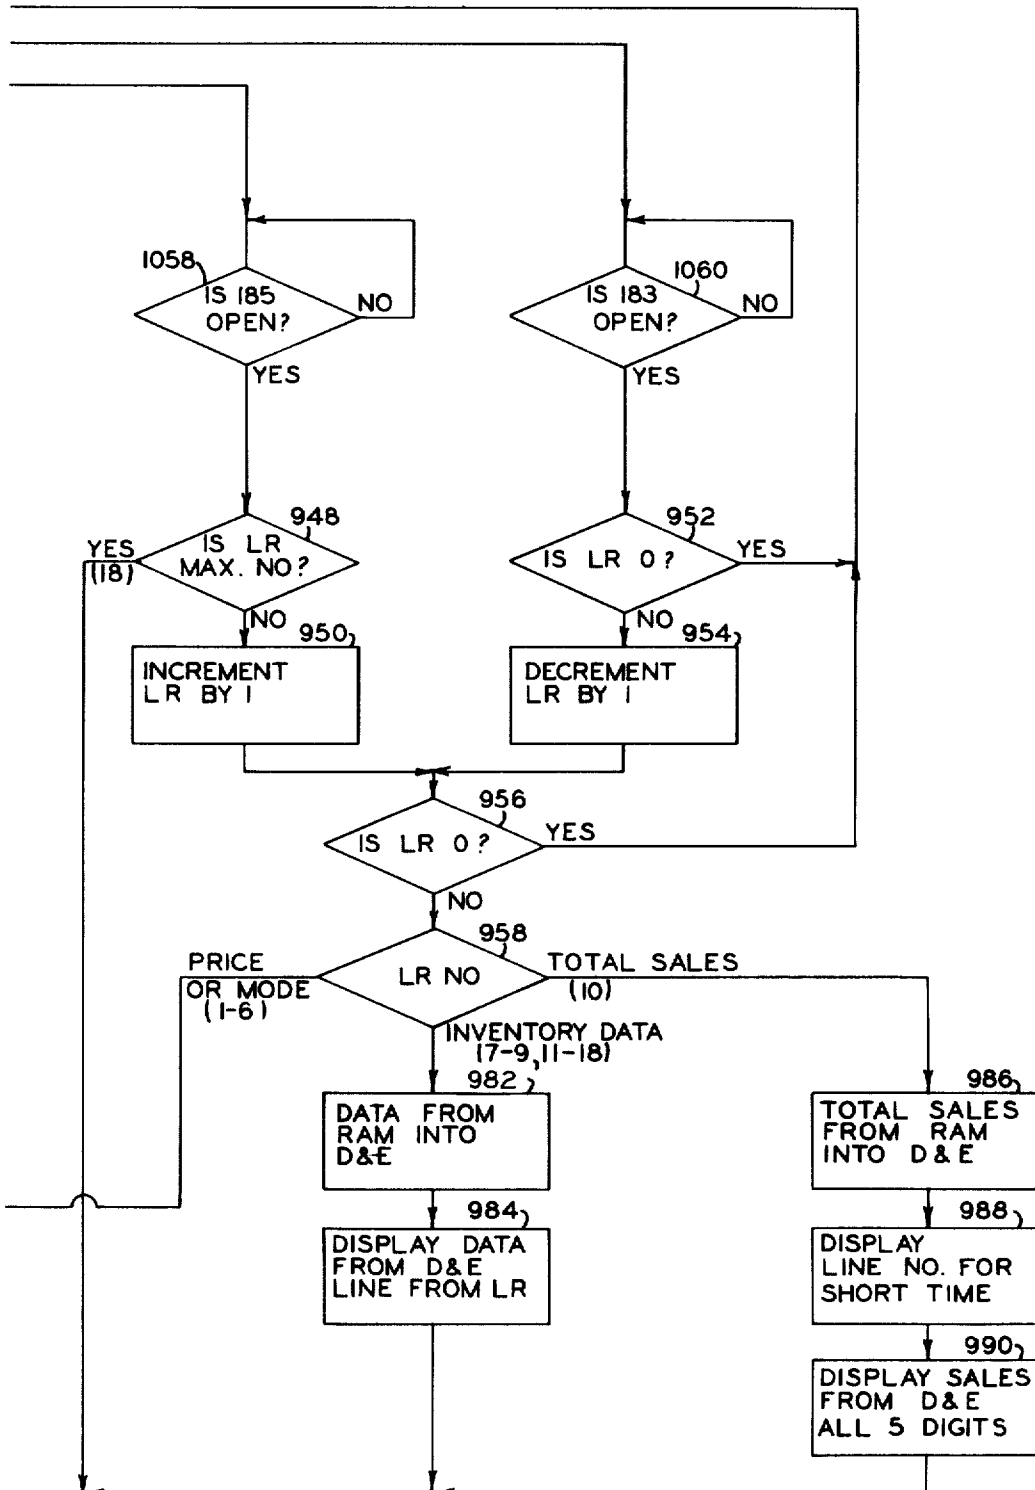 1058
IS 185
OPEN?
NO
YES
1060
IS 183
OPEN?
NO
YES
948
IS LR
MAX. NO?
YES
(18)
NO
952
IS LR 0?
YES
NO
950
INCREMENT
LR BY 1
954
DECREMENT
LR BY 1
956
IS LR 0?
YES
NO
958
LR NO
PRICE
OR MODE
(1-6)
TOTAL SALES
(10)
INVENTORY DATA
(7-9, 11-18)
982
DATA FROM
RAM INTO
D&E
986
TOTAL SALES
FROM RAM
INTO D&E
984
DISPLAY DATA
FROM D&E
LINE FROM LR
988
DISPLAY
LINE NO. FOR
SHORT TIME
990
DISPLAY SALES
FROM D&E
ALL 5 DIGITS